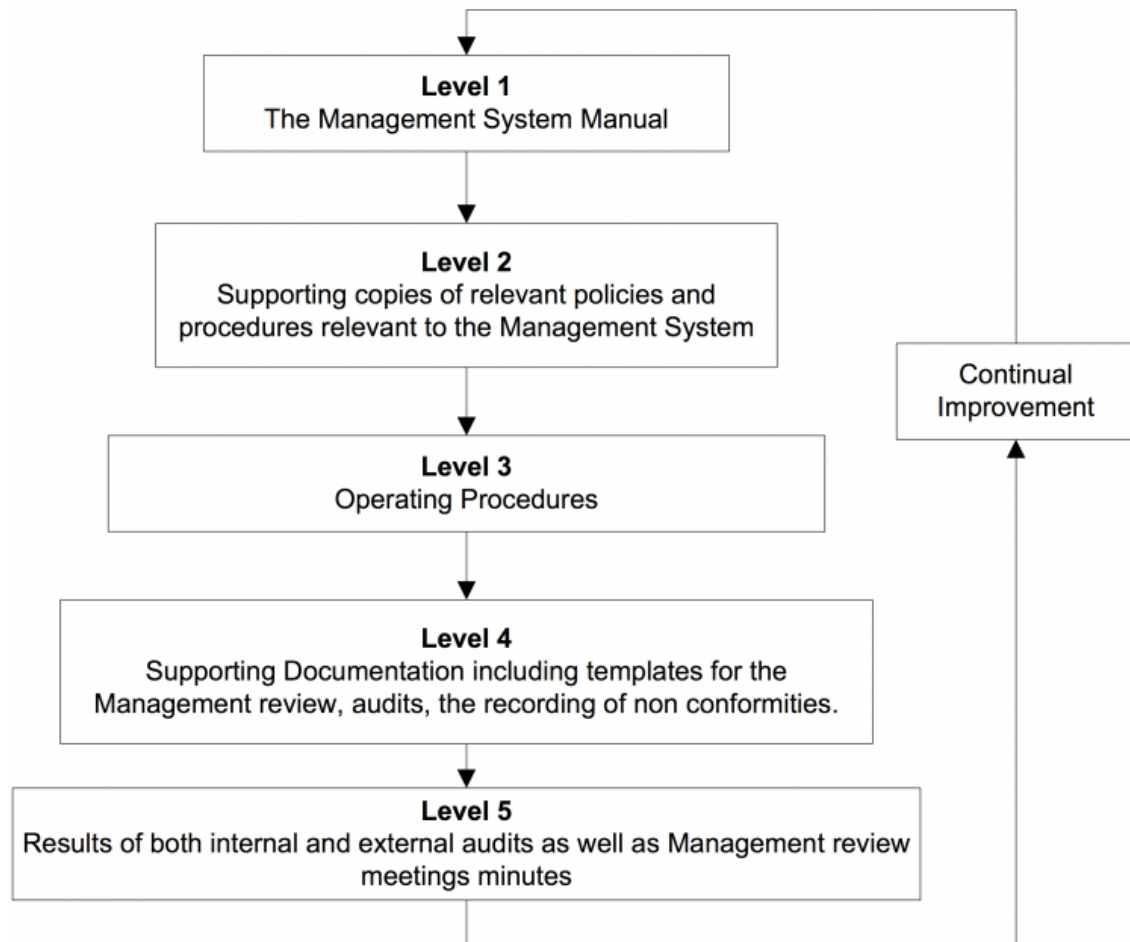 Level 1
The Management System Manual
Level 2
Supporting copies of relevant policies and
procedures relevant to the Management System
Continual
Improvement
Level 3
Operating Procedures
Level 4
Supporting Documentation including templates for the
Management review, audits, the recording of non conformities.
Level 5
Results of both internal and external audits as well as Management review
meetings minutes